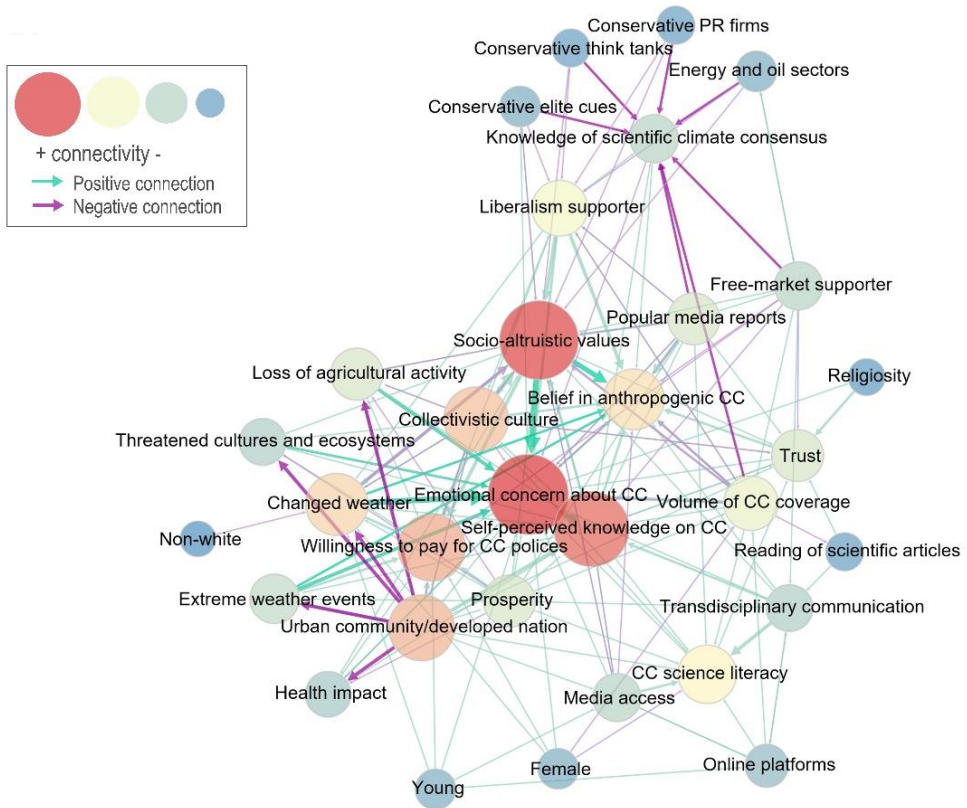 Conservative PR firms
Conservative think tanks
Energy and oil sectors
Conservative elite cues
Knowledge of scientific climate consensus
+ connectivity -
Positive connection
Negative connection
Liberalism supporter
Free-market supporter
Popular media reports
Socio-altruistic values
Loss of agricultural activity
Religiosity
Belief in anthropogenic CC
Collectivistic culture
Threatened cultures and ecosystems
Trust
Emotional concern about CC
Changed weather
Volume of CC coverage
Self-perceived knowledge on CC
Non-white
Willingness to pay for CC polices
Reading of scientific articles
Extreme weather events
Prosperity
Transdisciplinary communication
Urban community/developed nation
CC science literacy
Health impact
Media access
Online platforms
Female
Young